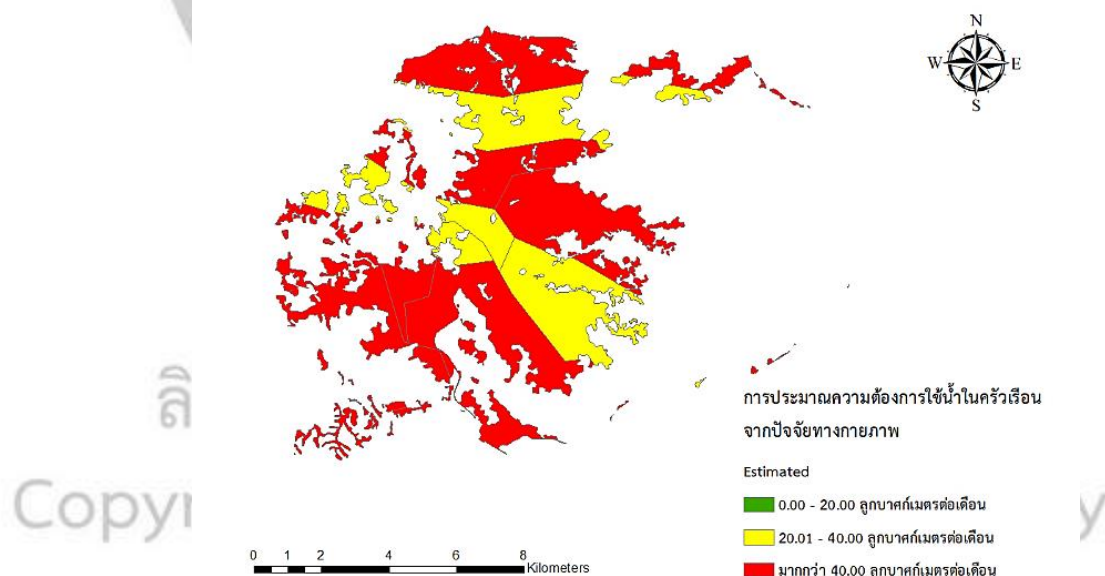 N
W E
S
สิ
Copyr
y
การประมาณความต้องการใช้น้ำในครัวเรือน
จากปัจจัยทางกายภาพ
Estimated
0.00 - 20.00 ลูกบาศก์เมตรต่อเดือน
20.01 - 40.00 ลูกบาศก์เมตรต่อเดือน
มากกว่า 40.00 ลูกบาศก์เมตรต่อเดือน
0 1 2 4 6 8
Kilometers